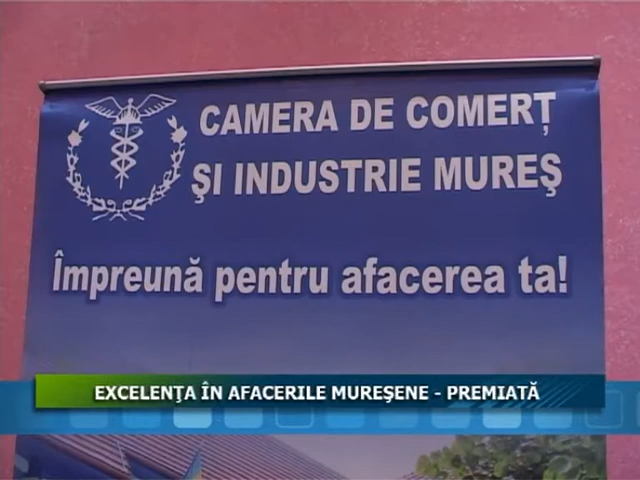 CAMERA DE COMERȚ
ŞI INDUSTRIE MUREŞ
Împreună pentru afacerea ta!
EXCELENŢA ÎN AFACERILE MUREŞENE - PREMIATĂ